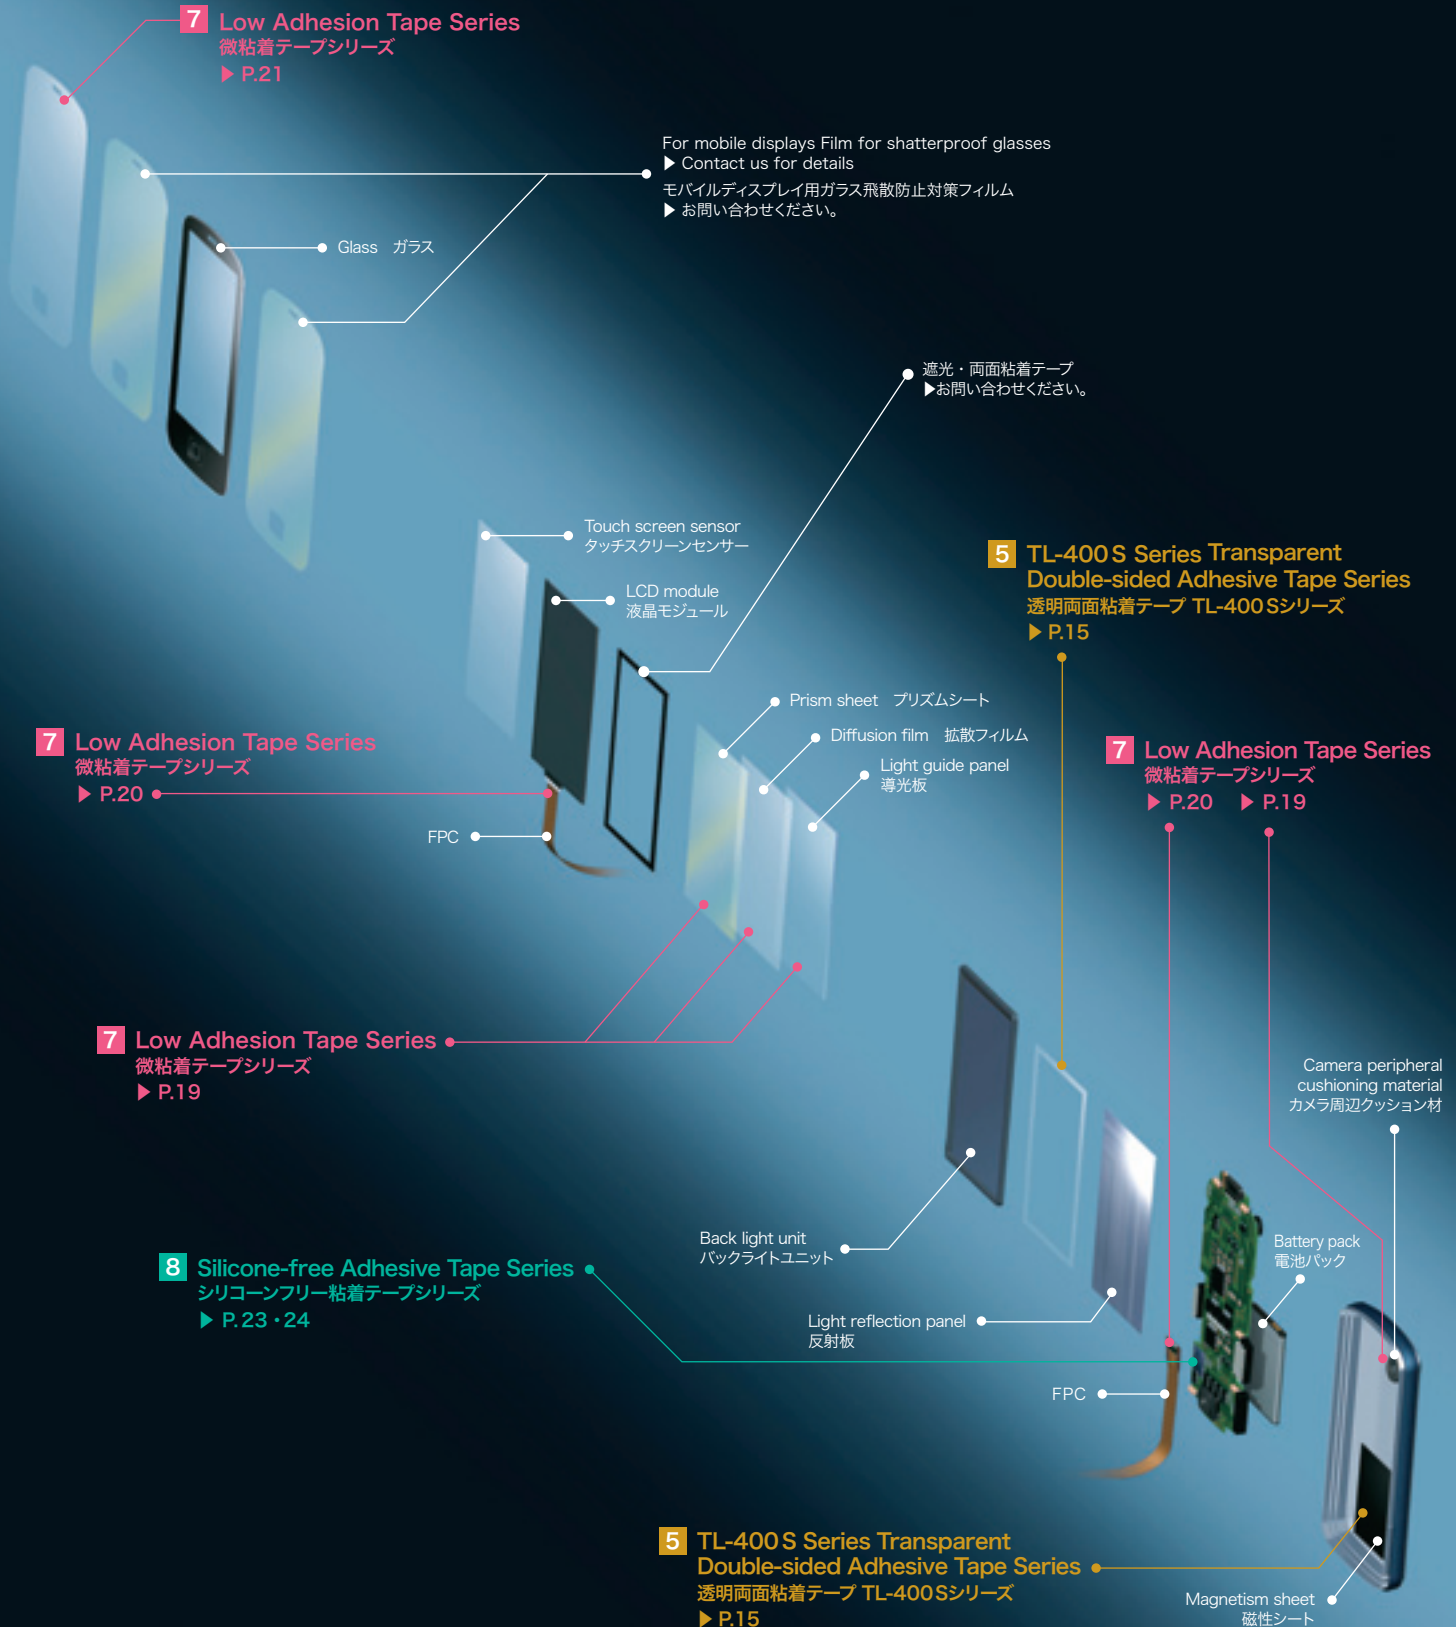 7 Low Adhesion Tape Series
微粘着テープシリーズ
▶ P.21
For mobile displays Film for shatterproof glasses
▶ Contact us for details
モバイルディスプレイ用ガラス飛散防止対策フィルム
▶ お問い合わせください。
Glass ガラス
遮光・両面粘着テープ
▶お問い合わせください。
Touch screen sensor
タッチスクリーンセンサー
LCD module
液晶モジュール
5 TL-400S Series Transparent
Double-sided Adhesive Tape Series
透明両面粘着テープ TL-400Sシリーズ
▶ P.15
Prism sheet プリズムシート
Diffusion film 拡散フィルム
Light guide panel
導光板
7 Low Adhesion Tape Series
微粘着テープシリーズ
▶ P.20
FPC
7 Low Adhesion Tape Series
微粘着テープシリーズ
▶ P.20 ▶ P.19
7 Low Adhesion Tape Series
微粘着テープシリーズ
▶ P.19
Camera peripheral
cushioning material
カメラ周辺クッション材
Back light unit
バックライトユニット
Battery pack
電池パック
8 Silicone-free Adhesive Tape Series
シリコーンフリー粘着テープシリーズ
▶ P.23・24
Light reflection panel
反射板
FPC
5 TL-400S Series Transparent
Double-sided Adhesive Tape Series
透明両面粘着テープ TL-400Sシリーズ
▶ P.15
Magnetism sheet
磁性シート